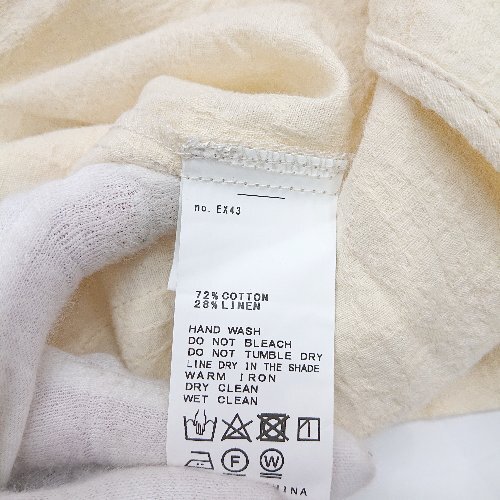 no. EX43
72% COTTON
28% LINEN
HAND WASH
DO NOT BLEACH
DO NOT TUMBLE DRY
LINE DRY IN THE SHADE
WARM IRON
DRY CLEAN
WET CLEAN
F W
CHINA